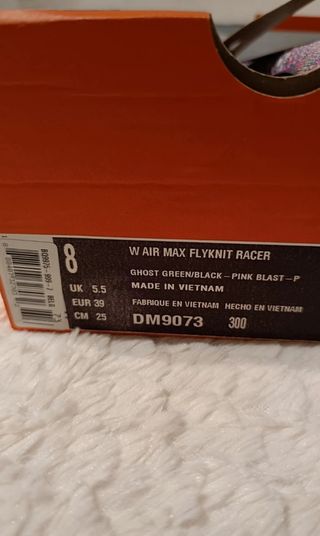 8
W AIR MAX FLYKNIT RACER
GHOST GREEN/BLACK-PINK BLAST-P
UK 5.5
MADE IN VIETNAM
EUR 39
FABRIQUE EN VIETNAM HECHO EN VIETNAM
CM 25
DM9073 300